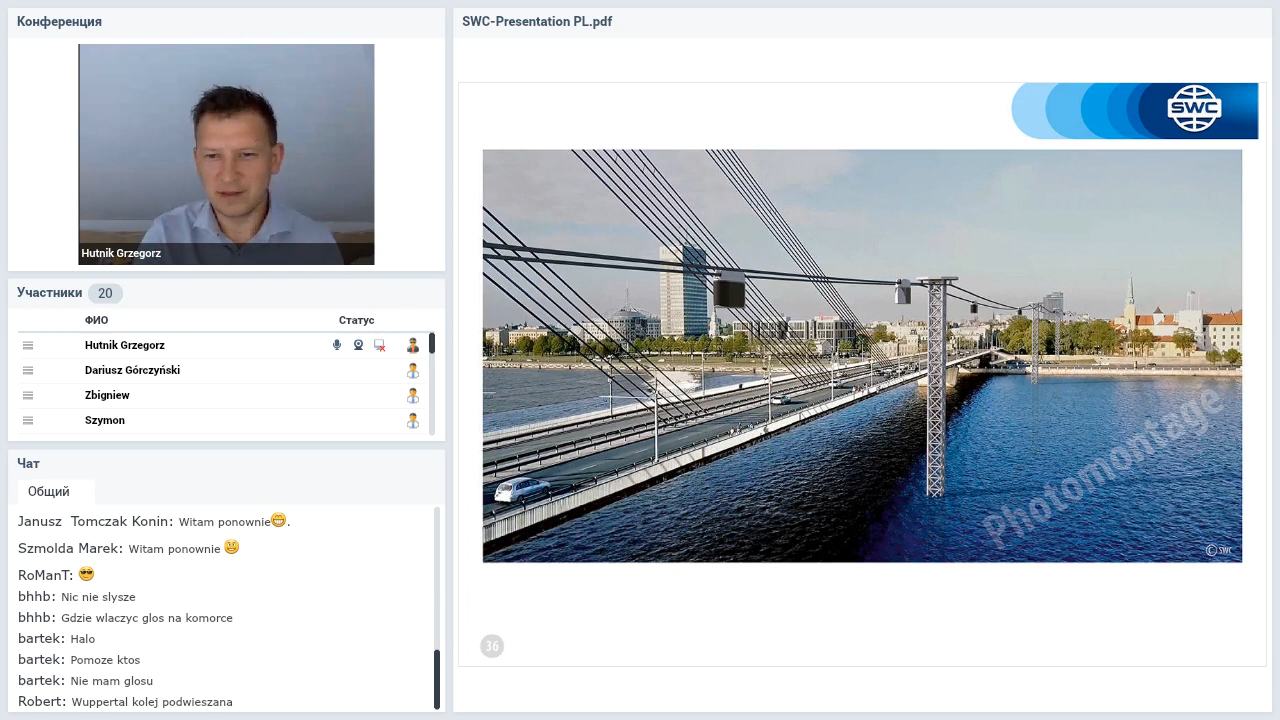 Конференция
Hutnik Grzegorz
Участники 20
ФИО Статус
Hutnik Grzegorz
Dariusz Górczyński
Zbigniew
Szymon
Чат
Общий
Janusz Tomczak Konin: Witam ponownie.
Szmolda Marek: Witam ponownie
RoManT:
bhhb: Nic nie slysze
bhhb: Gdzie wlaczyc glos na komorce
bartek: Halo
bartek: Pomoze ktos
bartek: Nie mam glosu
Robert: Wuppertal kolej podwieszana
SWC-Presentation PL.pdf
SWC
Photomontage
© SWC
36